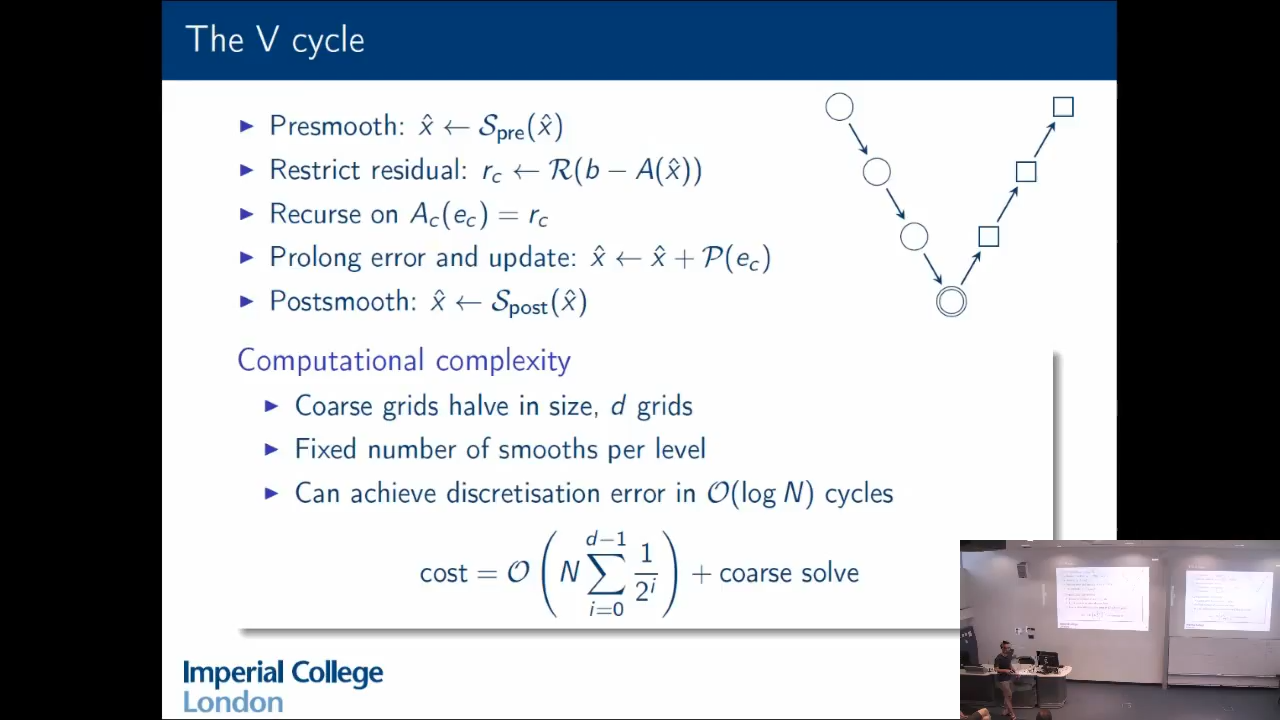 The V cycle
▶ Presmooth: x̂ ← 𝒮_pre(x̂)
▶ Restrict residual: r_c ← ℛ(b − A(x̂))
▶ Recurse on A_c(e_c) = r_c
▶ Prolong error and update: x̂ ← x̂ + 𝒫(e_c)
▶ Postsmooth: x̂ ← 𝒮_post(x̂)
Computational complexity
▶ Coarse grids halve in size, d grids
▶ Fixed number of smooths per level
▶ Can achieve discretisation error in 𝒪(log N) cycles
cost = 𝒪 ( N ∑_{i=0}^{d−1} 1/2^i ) + coarse solve
Imperial College
London